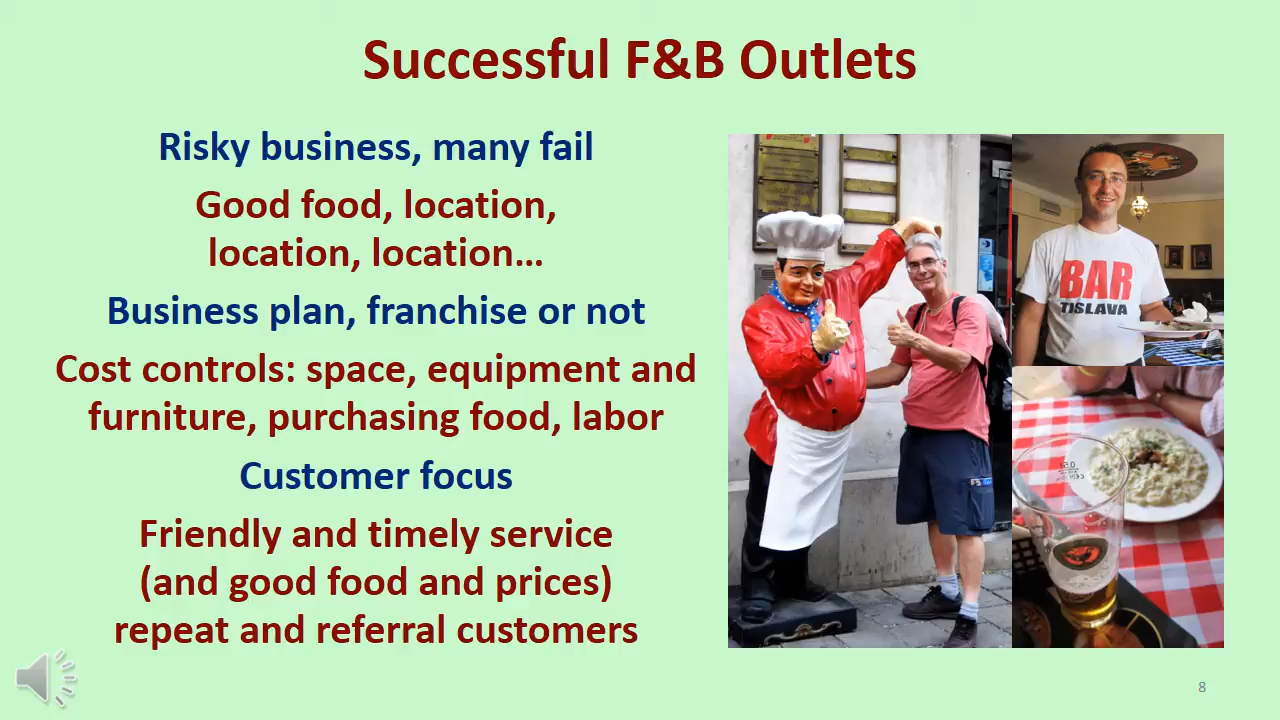 Successful F&B Outlets
Risky business, many fail
Good food, location,
location, location…
Business plan, franchise or not
Cost controls: space, equipment and
furniture, purchasing food, labor
Customer focus
Friendly and timely service
(and good food and prices)
repeat and referral customers
BAR
TISLAVA
8